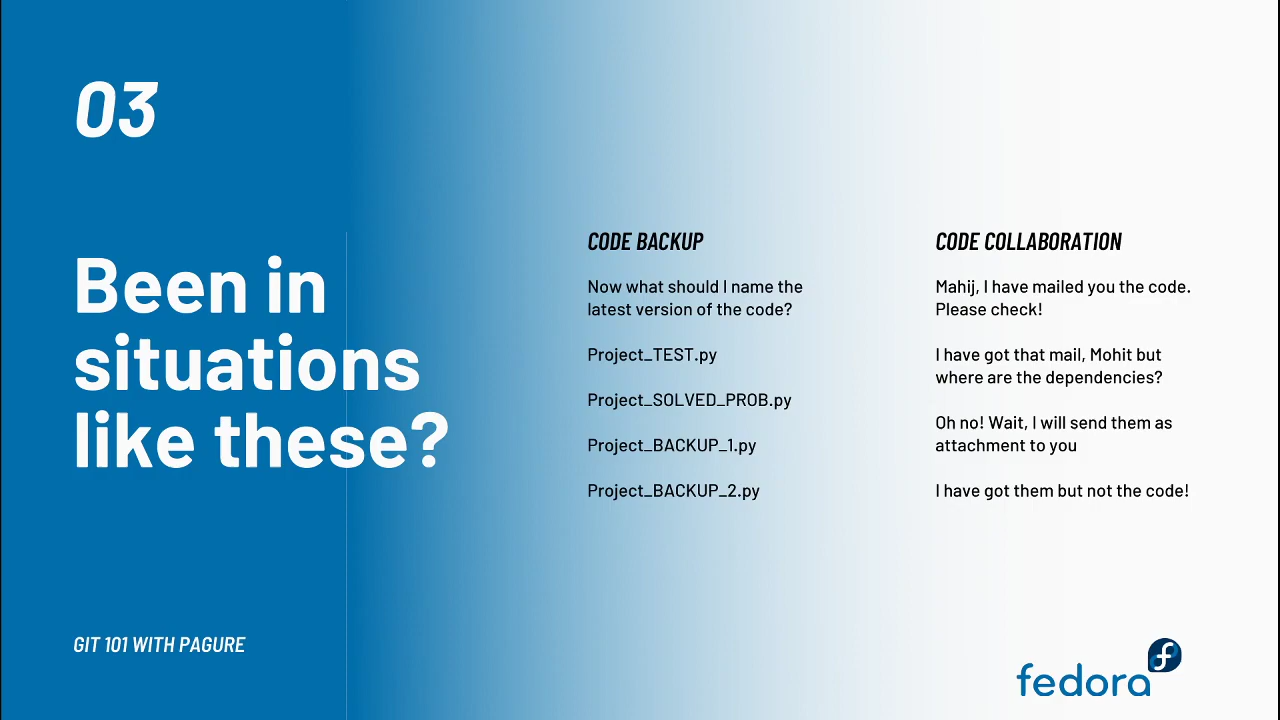 03
Been in
situations
like these?
GIT 101 WITH PAGURE
CODE BACKUP
Now what should I name the
latest version of the code?
Project_TEST.py
Project_SOLVED_PROB.py
Project_BACKUP_1.py
Project_BACKUP_2.py
CODE COLLABORATION
Mahij, I have mailed you the code.
Please check!
I have got that mail, Mohit but
where are the dependencies?
Oh no! Wait, I will send them as
attachment to you
I have got them but not the code!
fedora